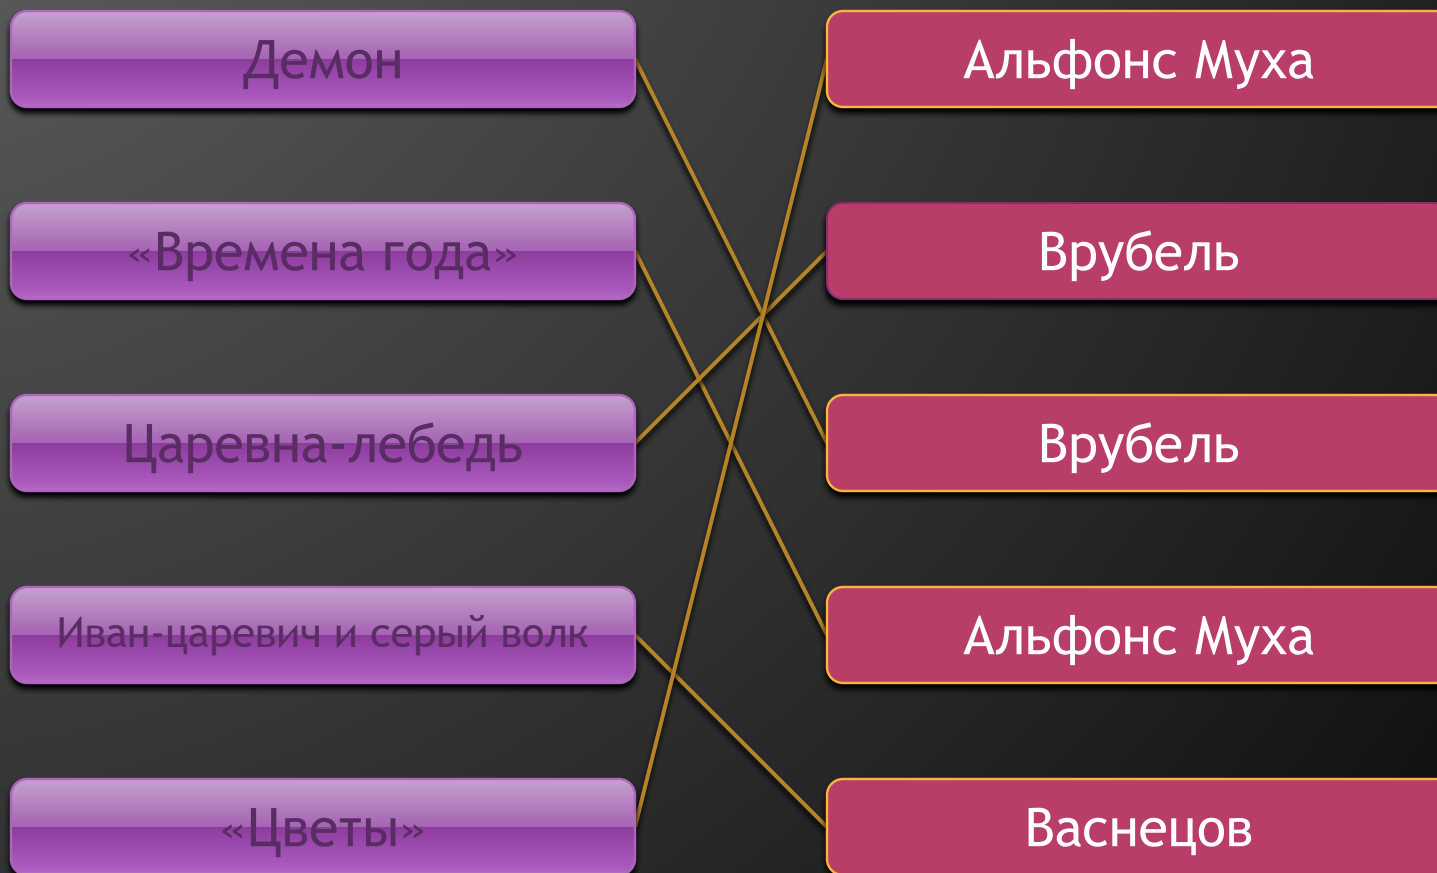 Демон
Альфонс Муха
«Времена года»
Врубель
Царевна-лебедь
Врубель
Иван-царевич и серый волк
Альфонс Муха
«Цветы»
Васнецов